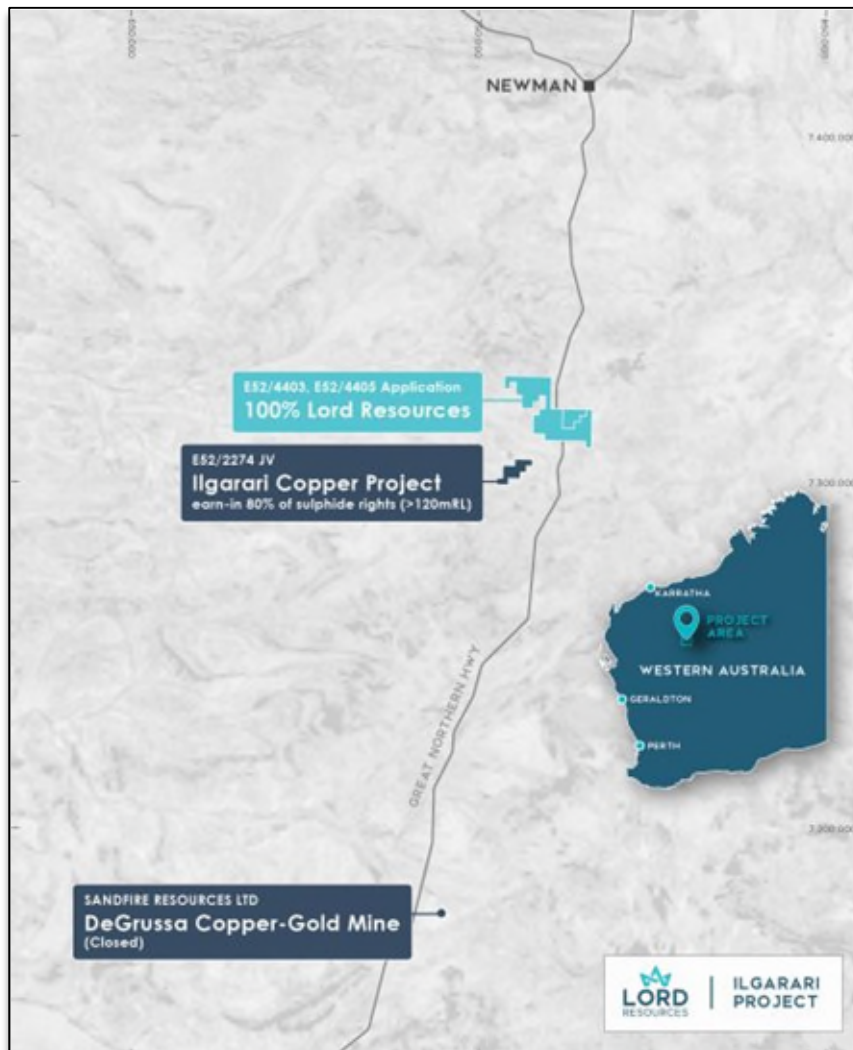 NEWMAN
7,400,000
E52/4403, E52/4405 Application
100% Lord Resources
E52/2274 JV
Ilgarari Copper Project
earn-in 80% of sulphide rights (>120mRL)
7,300,000
KARRATHA
PROJECT
AREA
WESTERN AUSTRALIA
GERALDTON
PERTH
GREAT NORTHERN HWY
7,200,000
SANDFIRE RESOURCES LTD
DeGrussa Copper-Gold Mine
(Closed)
LORD
RESOURCES
ILGARARI
PROJECT